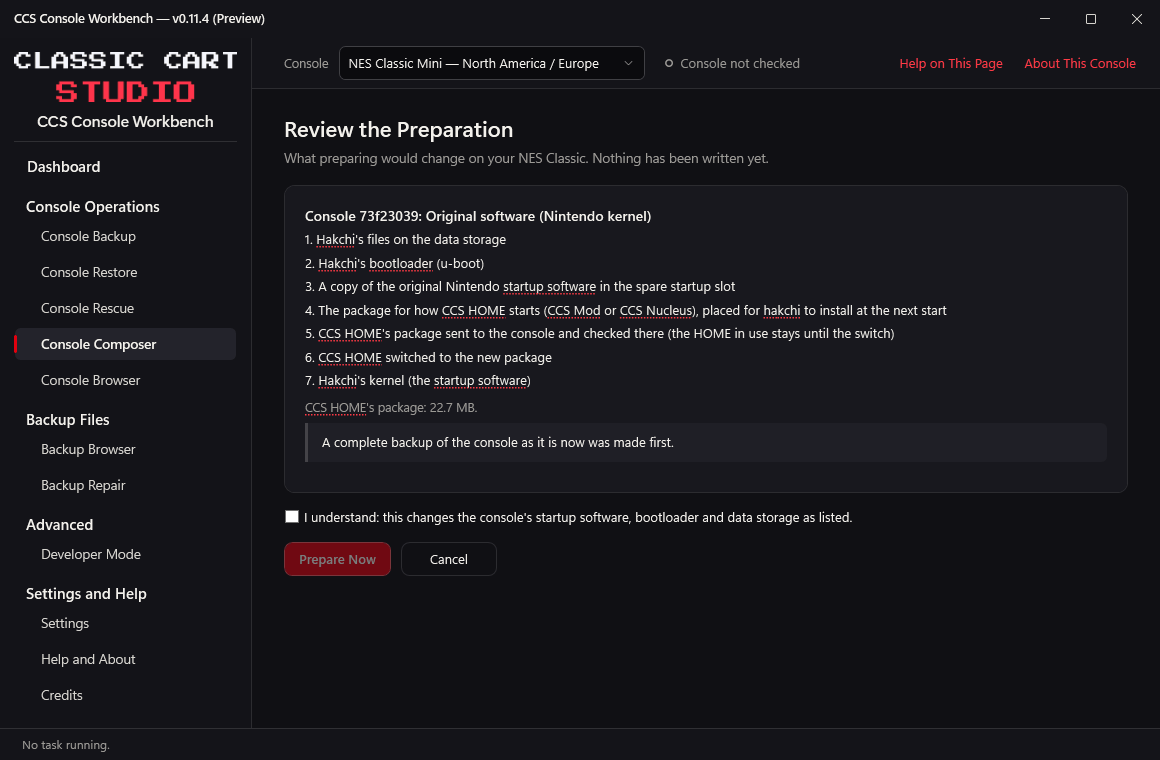 CCS Console Workbench — v0.11.4 (Preview)
CLASSIC CART
STUDIO
CCS Console Workbench
Dashboard
Console Operations
Console Backup
Console Restore
Console Rescue
Console Composer
Console Browser
Backup Files
Backup Browser
Backup Repair
Advanced
Developer Mode
Settings and Help
Settings
Help and About
Credits
Console
NES Classic Mini — North America / Europe
Console not checked
Help on This Page
About This Console
Review the Preparation
What preparing would change on your NES Classic. Nothing has been written yet.
Console 73f23039: Original software (Nintendo kernel)
1. Hakchi's files on the data storage
2. Hakchi's bootloader (u-boot)
3. A copy of the original Nintendo startup software in the spare startup slot
4. The package for how CCS HOME starts (CCS Mod or CCS Nucleus), placed for hakchi to install at the next start
5. CCS HOME's package sent to the console and checked there (the HOME in use stays until the switch)
6. CCS HOME switched to the new package
7. Hakchi's kernel (the startup software)
CCS HOME's package: 22.7 MB.
A complete backup of the console as it is now was made first.
I understand: this changes the console's startup software, bootloader and data storage as listed.
Prepare Now
Cancel
No task running.